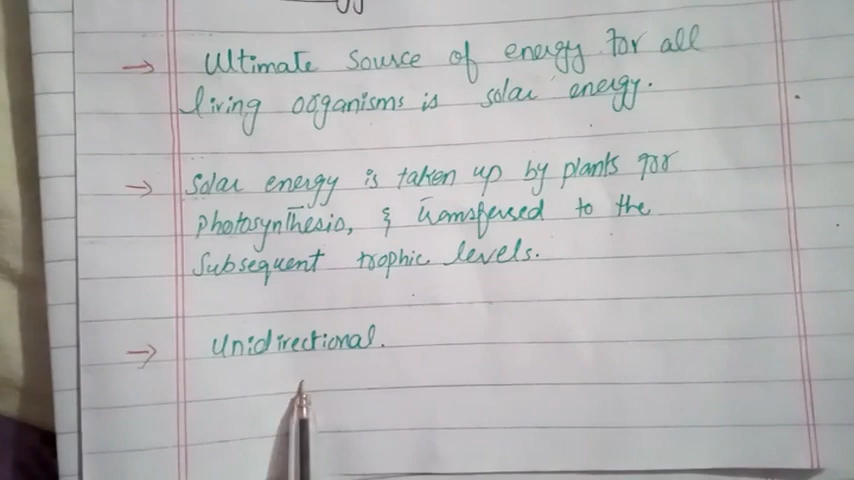 → Ultimate source of energy for all
living organisms is solar energy.
→ Solar energy is taken up by plants for
photosynthesis, & transferred to the
subsequent trophic levels.
→ Unidirectional.